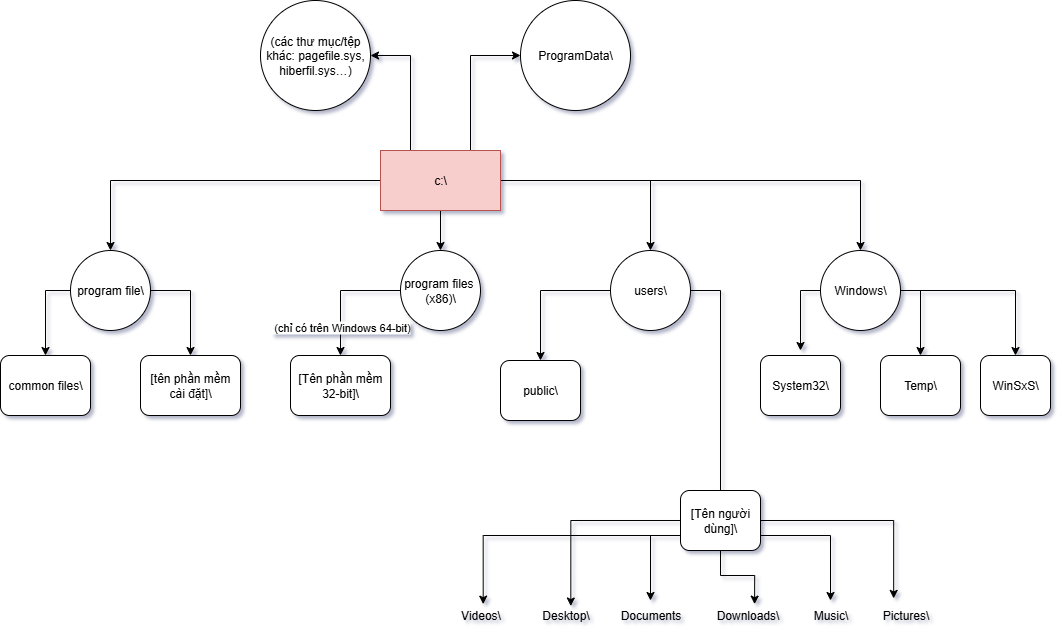 (các thư mục/tệp
khác: pagefile.sys,
hiberfil.sys…)
ProgramData\
c:\
program file\
program files
(x86)\
users\
Windows\
(chỉ có trên Windows 64-bit)
common files\
[tên phần mềm
cài đặt]\
[Tên phần mềm
32-bit]\
public\
System32\
Temp\
WinSxS\
[Tên người
dùng]\
Videos\
Desktop\
Documents
Downloads\
Music\
Pictures\